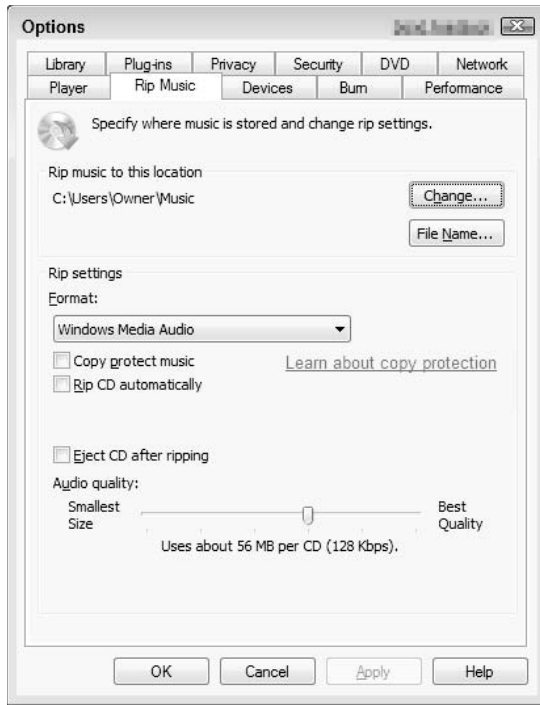 Options
Library Plug-ins Privacy Security DVD Network
Player Rip Music Devices Burn Performance
Specify where music is stored and change rip settings.
Rip music to this location
C:\Users\Owner\Music
Change...
File Name...
Rip settings
Format:
Windows Media Audio
Copy protect music
Learn about copy protection
Rip CD automatically
Eject CD after ripping
Audio quality:
Smallest Size
Best Quality
Uses about 56 MB per CD (128 Kbps).
OK Cancel Apply Help